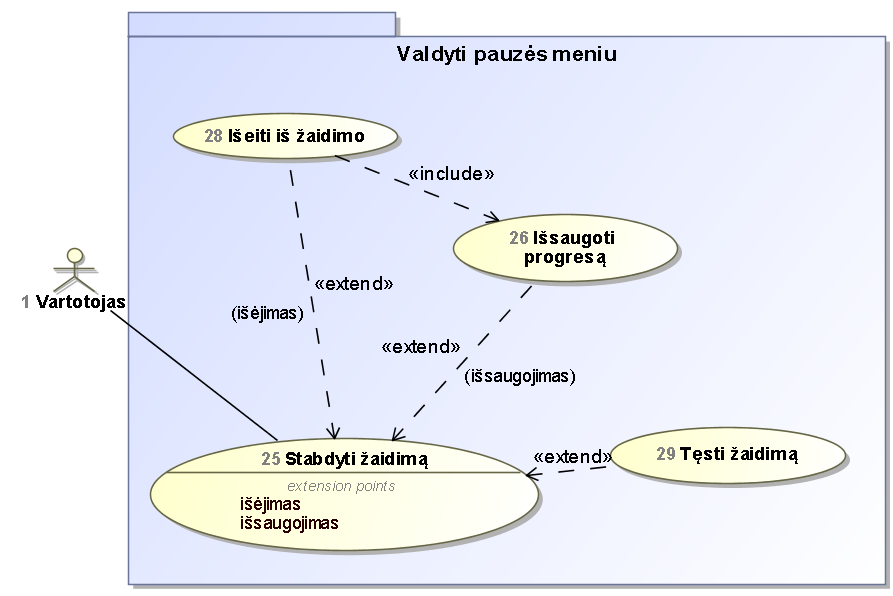 Valdyti pauzės meniu
28 Išeiti iš žaidimo
«include»
26 Išsaugoti
progresą
«extend»
(išėjimas)
1 Vartotojas
«extend»
(išsaugojimas)
25 Stabdyti žaidimą
extension points
išėjimas
išsaugojimas
«extend»
29 Tęsti žaidimą